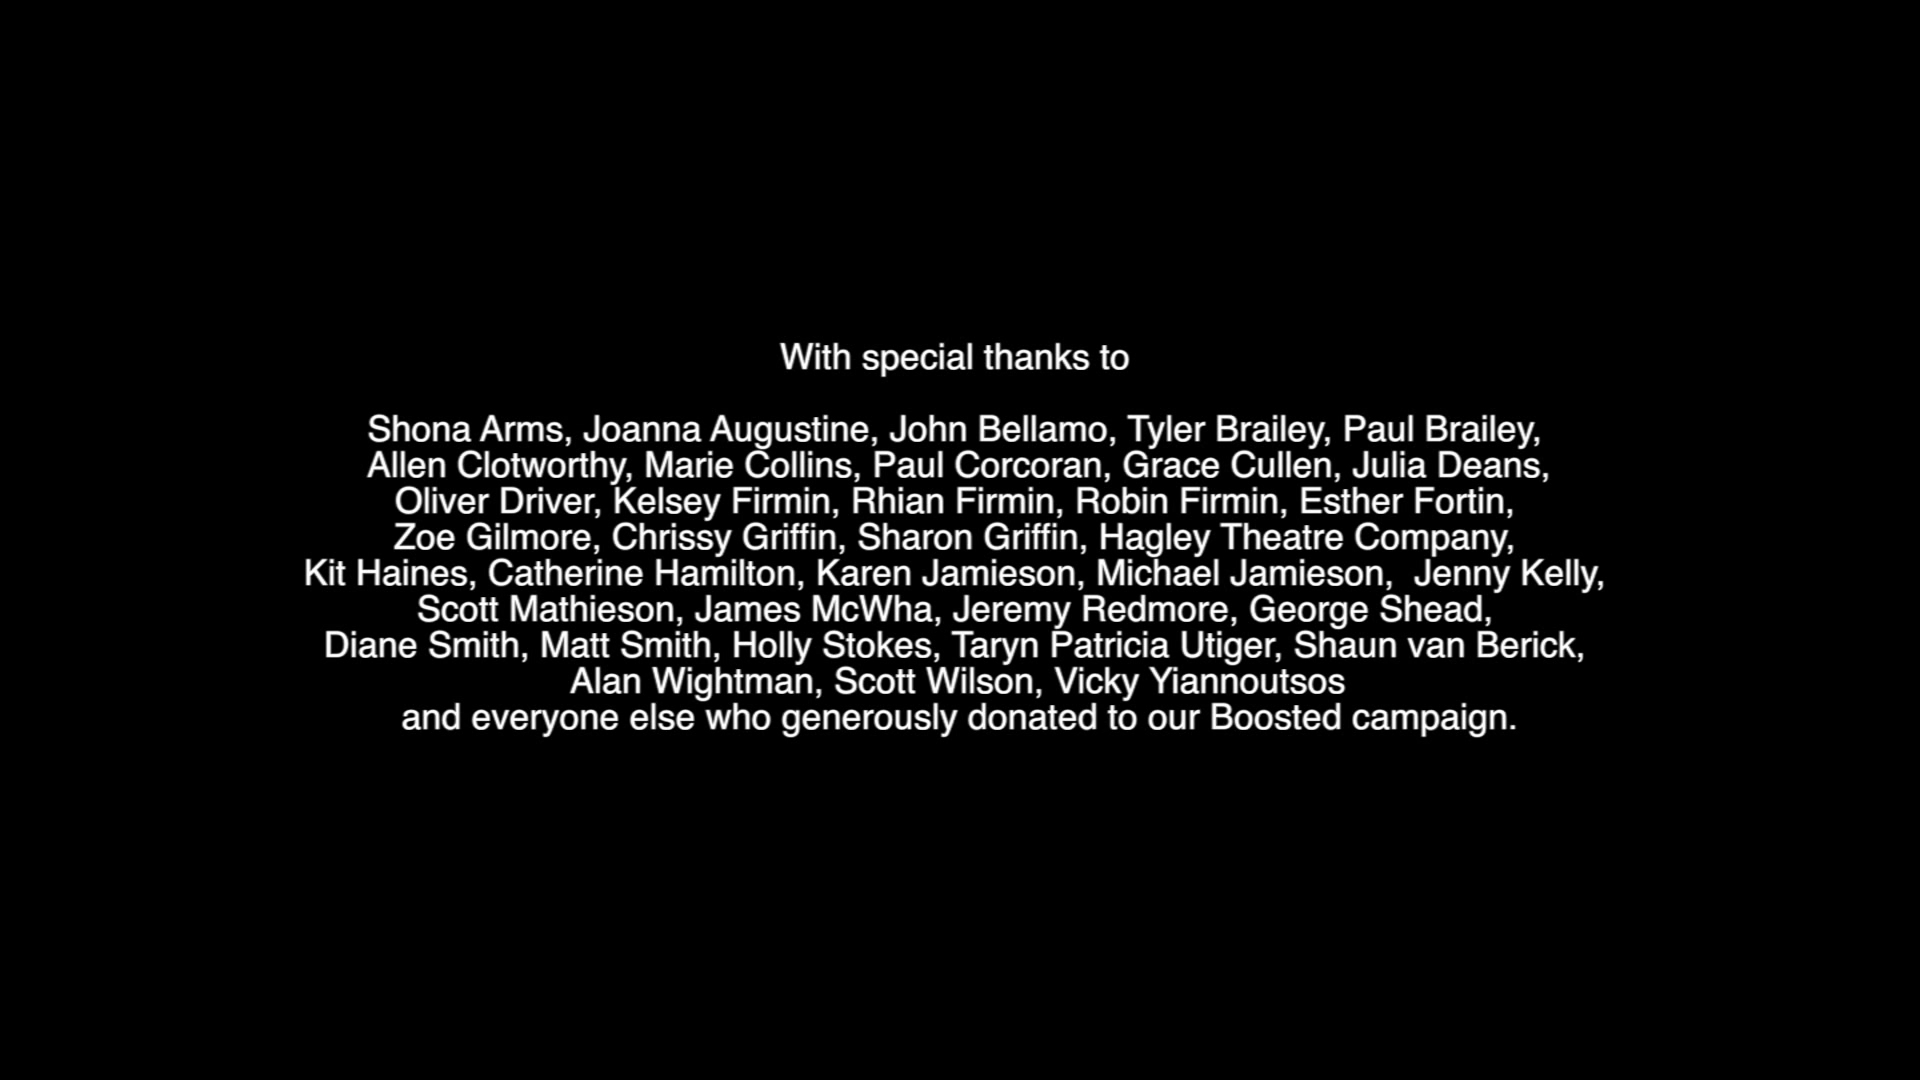 With special thanks to
Shona Arms, Joanna Augustine, John Bellamo, Tyler Brailey, Paul Brailey,
Allen Clotworthy, Marie Collins, Paul Corcoran, Grace Cullen, Julia Deans,
Oliver Driver, Kelsey Firmin, Rhian Firmin, Robin Firmin, Esther Fortin,
Zoe Gilmore, Chrissy Griffin, Sharon Griffin, Hagley Theatre Company,
Kit Haines, Catherine Hamilton, Karen Jamieson, Michael Jamieson,  Jenny Kelly,
Scott Mathieson, James McWha, Jeremy Redmore, George Shead,
Diane Smith, Matt Smith, Holly Stokes, Taryn Patricia Utiger, Shaun van Berick,
Alan Wightman, Scott Wilson, Vicky Yiannoutsos
and everyone else who generously donated to our Boosted campaign.